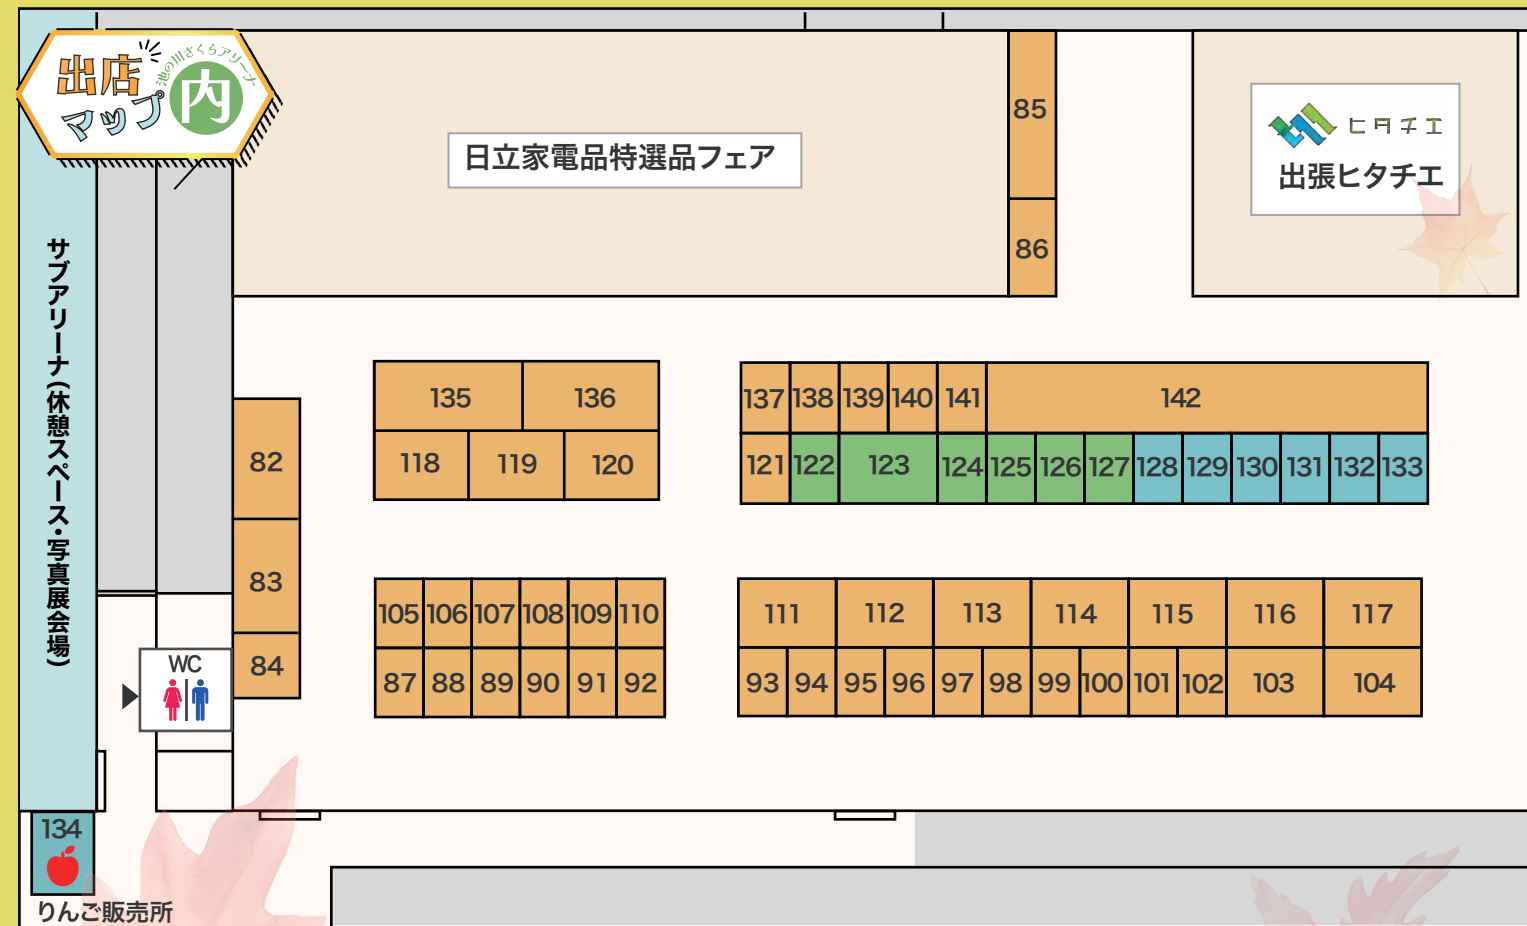 出店
マップ
池の川さくらアリーナ
内
サブアリーナ(休憩スペース・写真展会場)
日立家電品特選品フェア
85
86
ヒタチエ
出張ヒタチエ
82
83
84
WC
135 136
118 119 120
137 138 139 140 141 142
121 122 123 124 125 126 127 128 129 130 131 132 133
105 106 107 108 109 110
87 88 89 90 91 92
111 112 113 114 115 116 117
93 94 95 96 97 98 99 100 101 102 103 104
134
りんご販売所